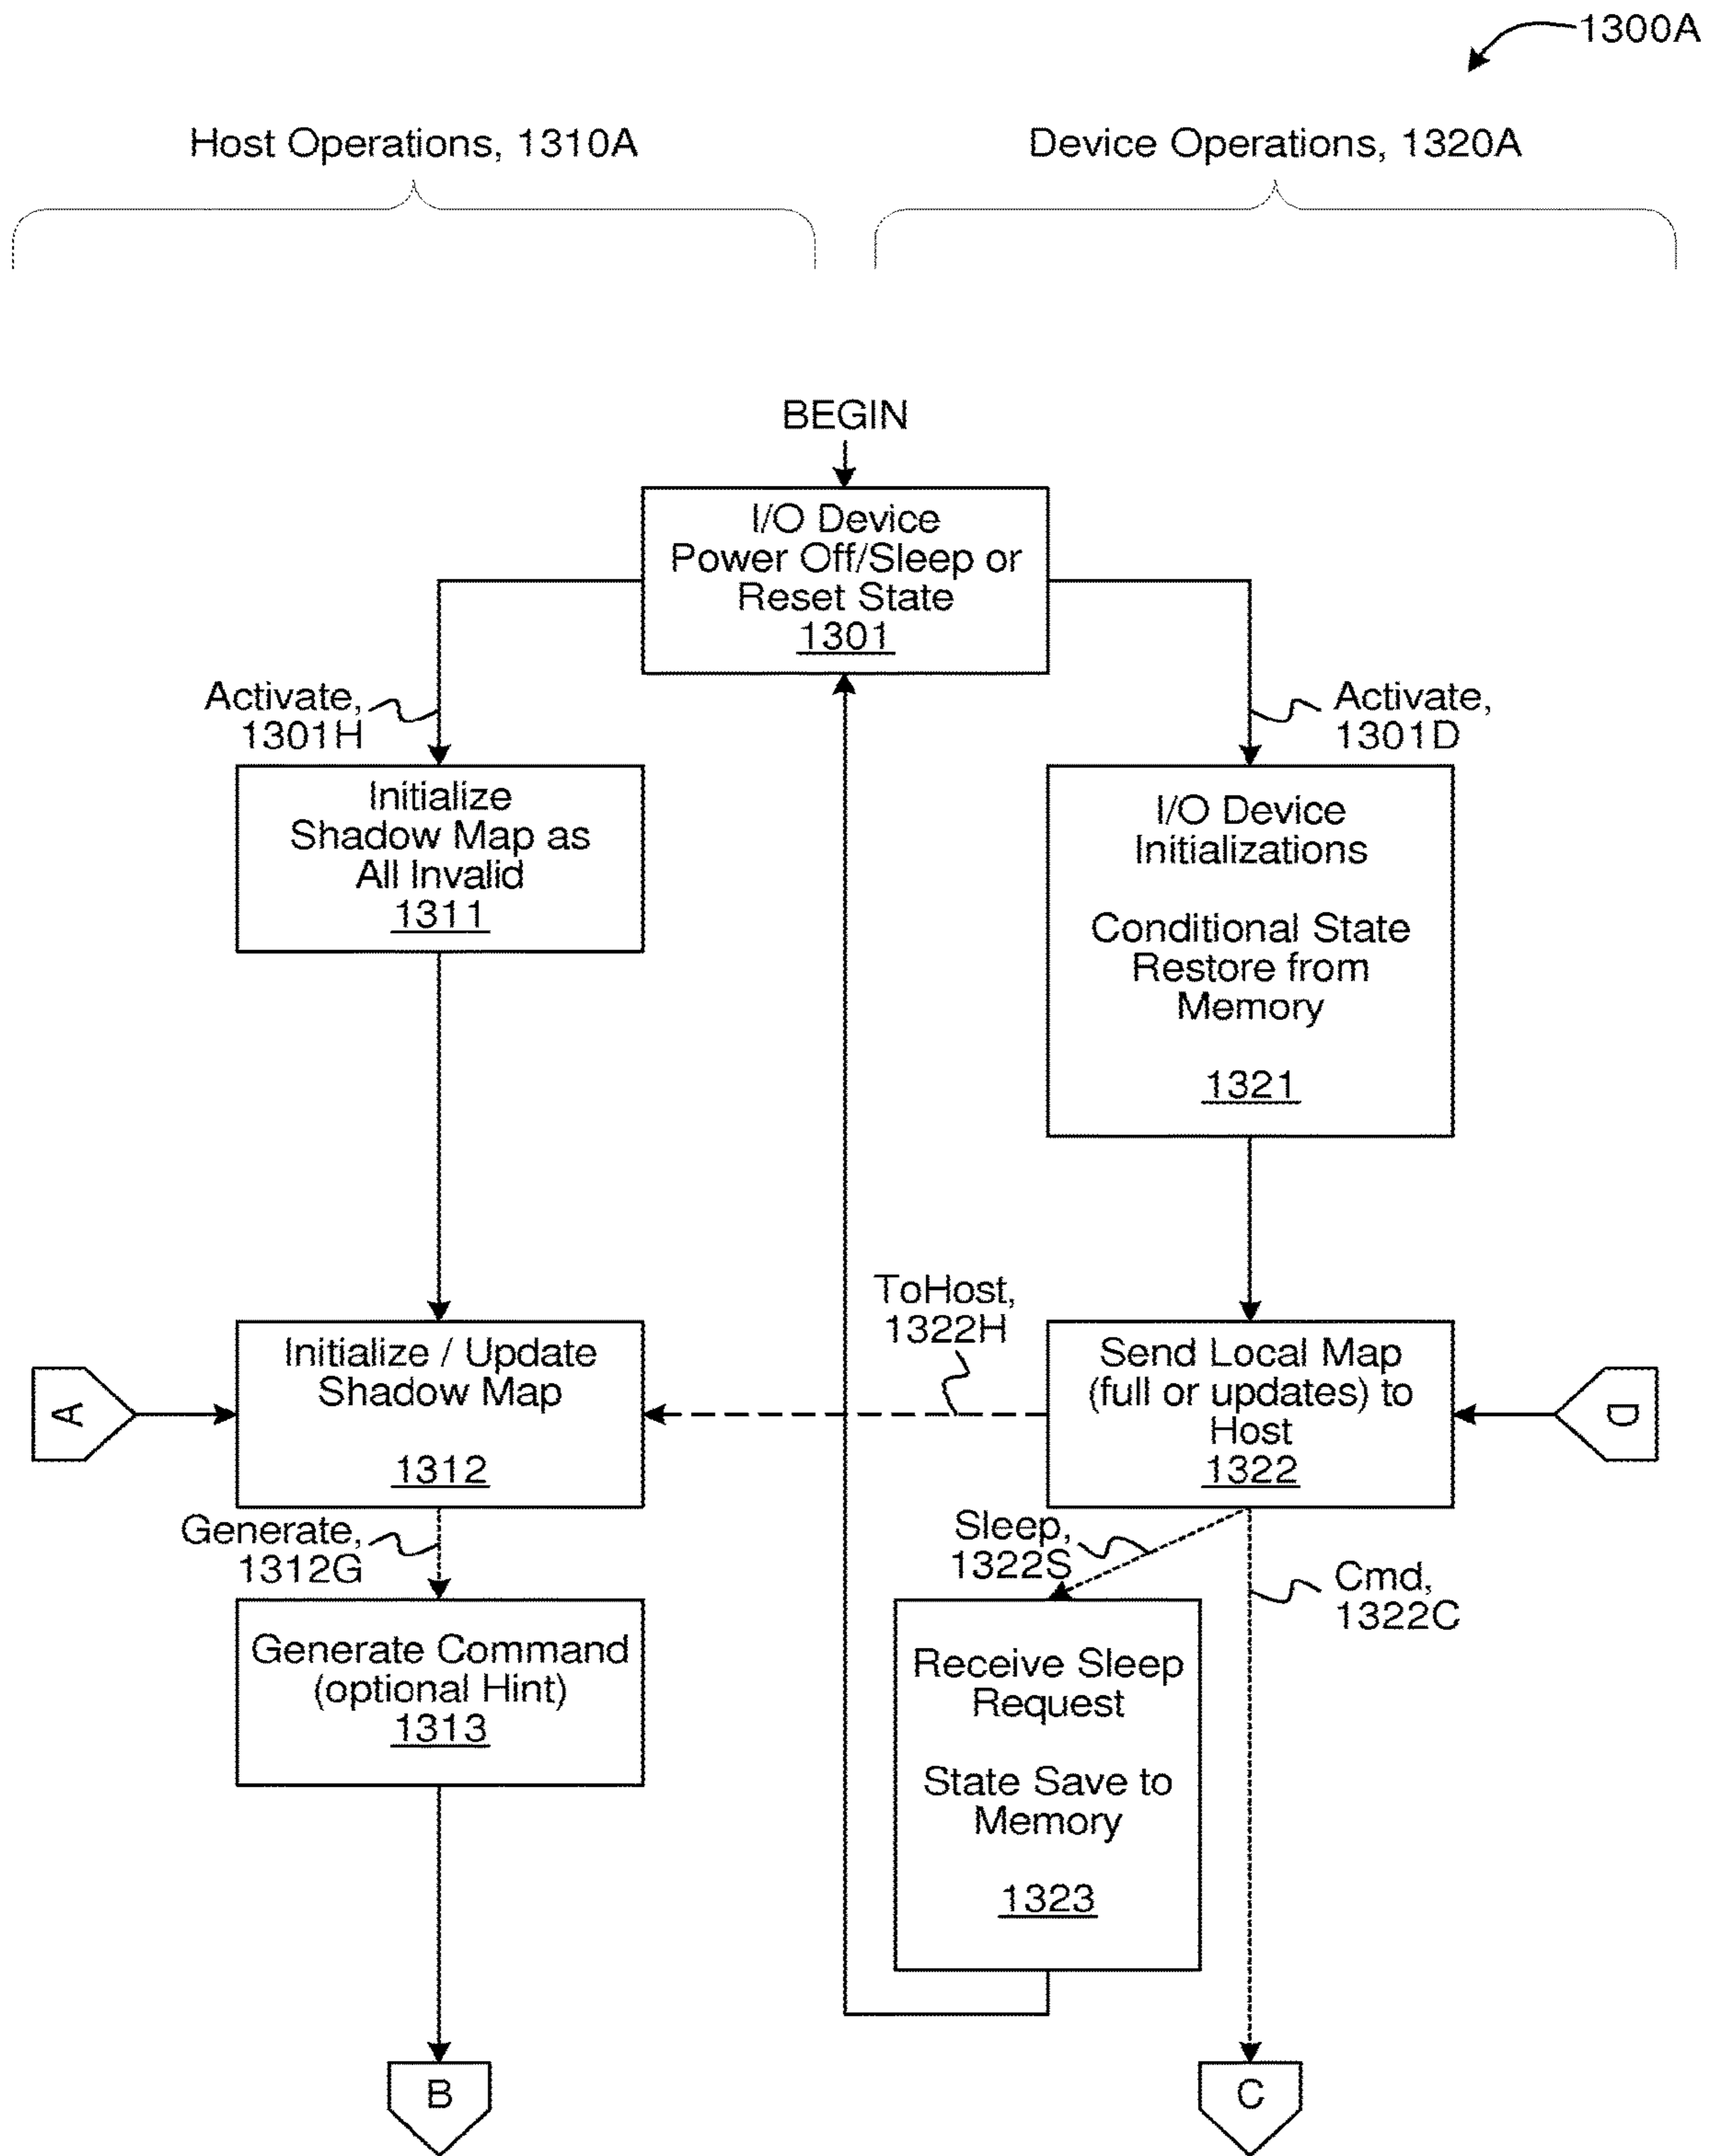 1300A
Host Operations, 1310A
Device Operations, 1320A
BEGIN
I/O Device
Power Off/Sleep or
Reset State
1301
Activate,
1301H
Activate,
1301D
Initialize
Shadow Map as
All Invalid
1311
I/O Device
Initializations
Conditional State
Restore from
Memory
1321
ToHost,
1322H
A
Initialize / Update
Shadow Map
1312
Send Local Map
(full or updates) to
Host
1322
D
Generate,
1312G
Sleep,
1322S
Cmd,
1322C
Generate Command
(optional Hint)
1313
Receive Sleep
Request
State Save to
Memory
1323
B
C